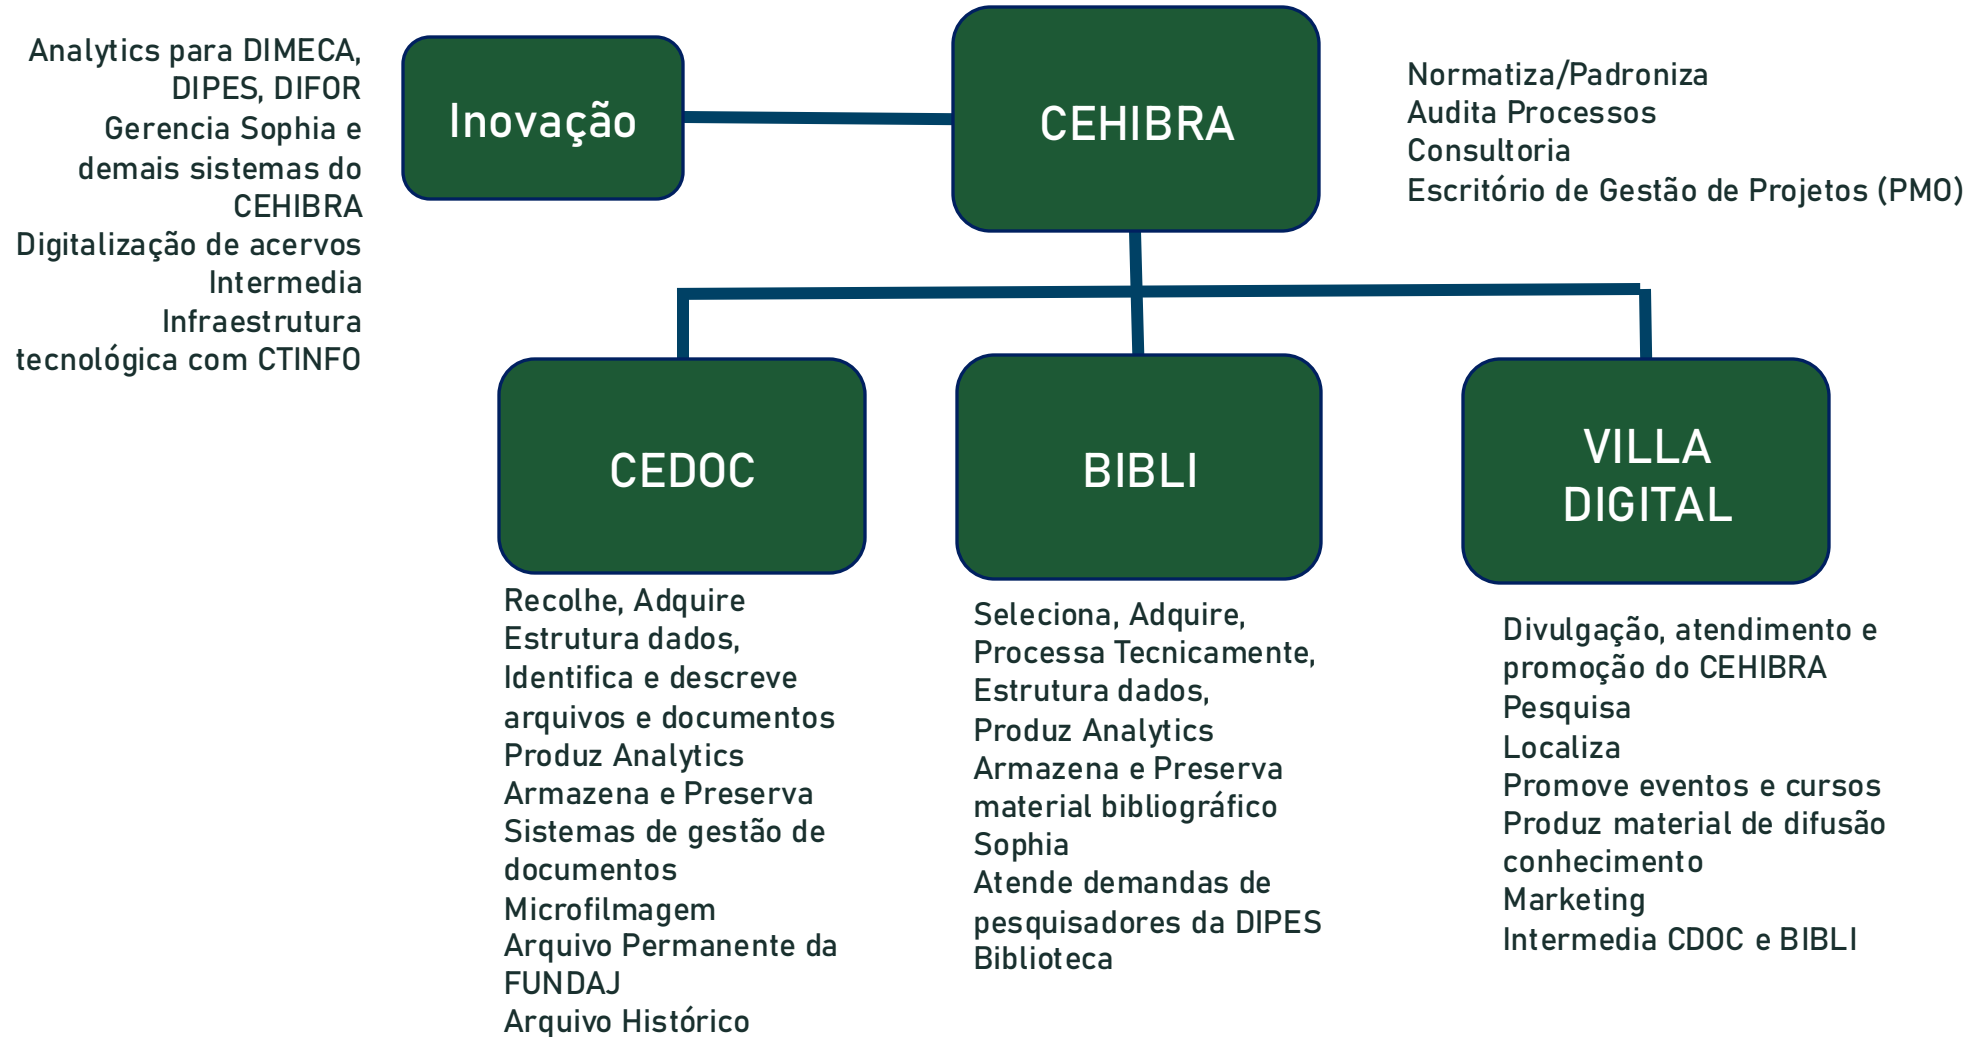 Analytics para DIMECA,
DIPES, DIFOR
Gerencia Sophia e
demais sistemas do
CEHIBRA
Digitalização de acervos
Intermedia
Infraestrutura
tecnológica com CTINFO
Inovação
CEHIBRA
Normatiza/Padroniza
Audita Processos
Consultoria
Escritório de Gestão de Projetos (PMO)
CEDOC
Recolhe, Adquire
Estrutura dados,
Identifica e descreve
arquivos e documentos
Produz Analytics
Armazena e Preserva
Sistemas de gestão de
documentos
Microfilmagem
Arquivo Permanente da
FUNDAJ
Arquivo Histórico
BIBLI
Seleciona, Adquire,
Processa Tecnicamente,
Estrutura dados,
Produz Analytics
Armazena e Preserva
material bibliográfico
Sophia
Atende demandas de
pesquisadores da DIPES
Biblioteca
VILLA
DIGITAL
Divulgação, atendimento e
promoção do CEHIBRA
Pesquisa
Localiza
Promove eventos e cursos
Produz material de difusão
conhecimento
Marketing
Intermedia CDOC e BIBLI